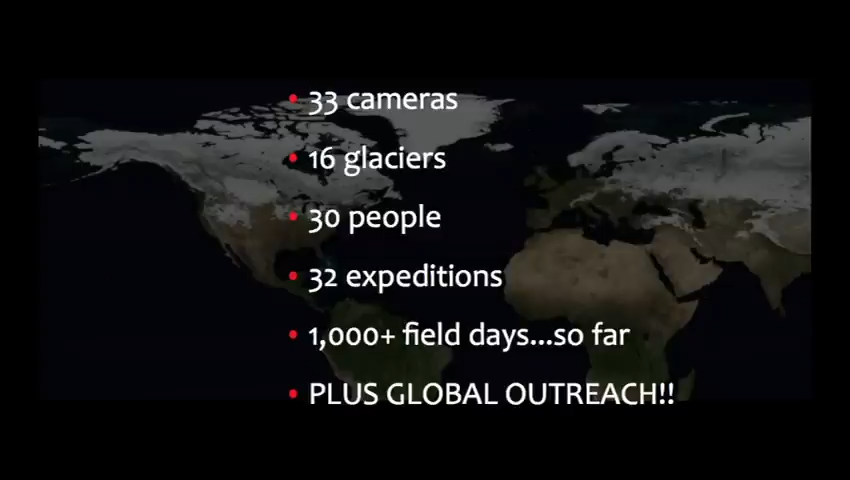 • 33 cameras
• 16 glaciers
• 30 people
• 32 expeditions
• 1,000+ field days...so far
• PLUS GLOBAL OUTREACH!!